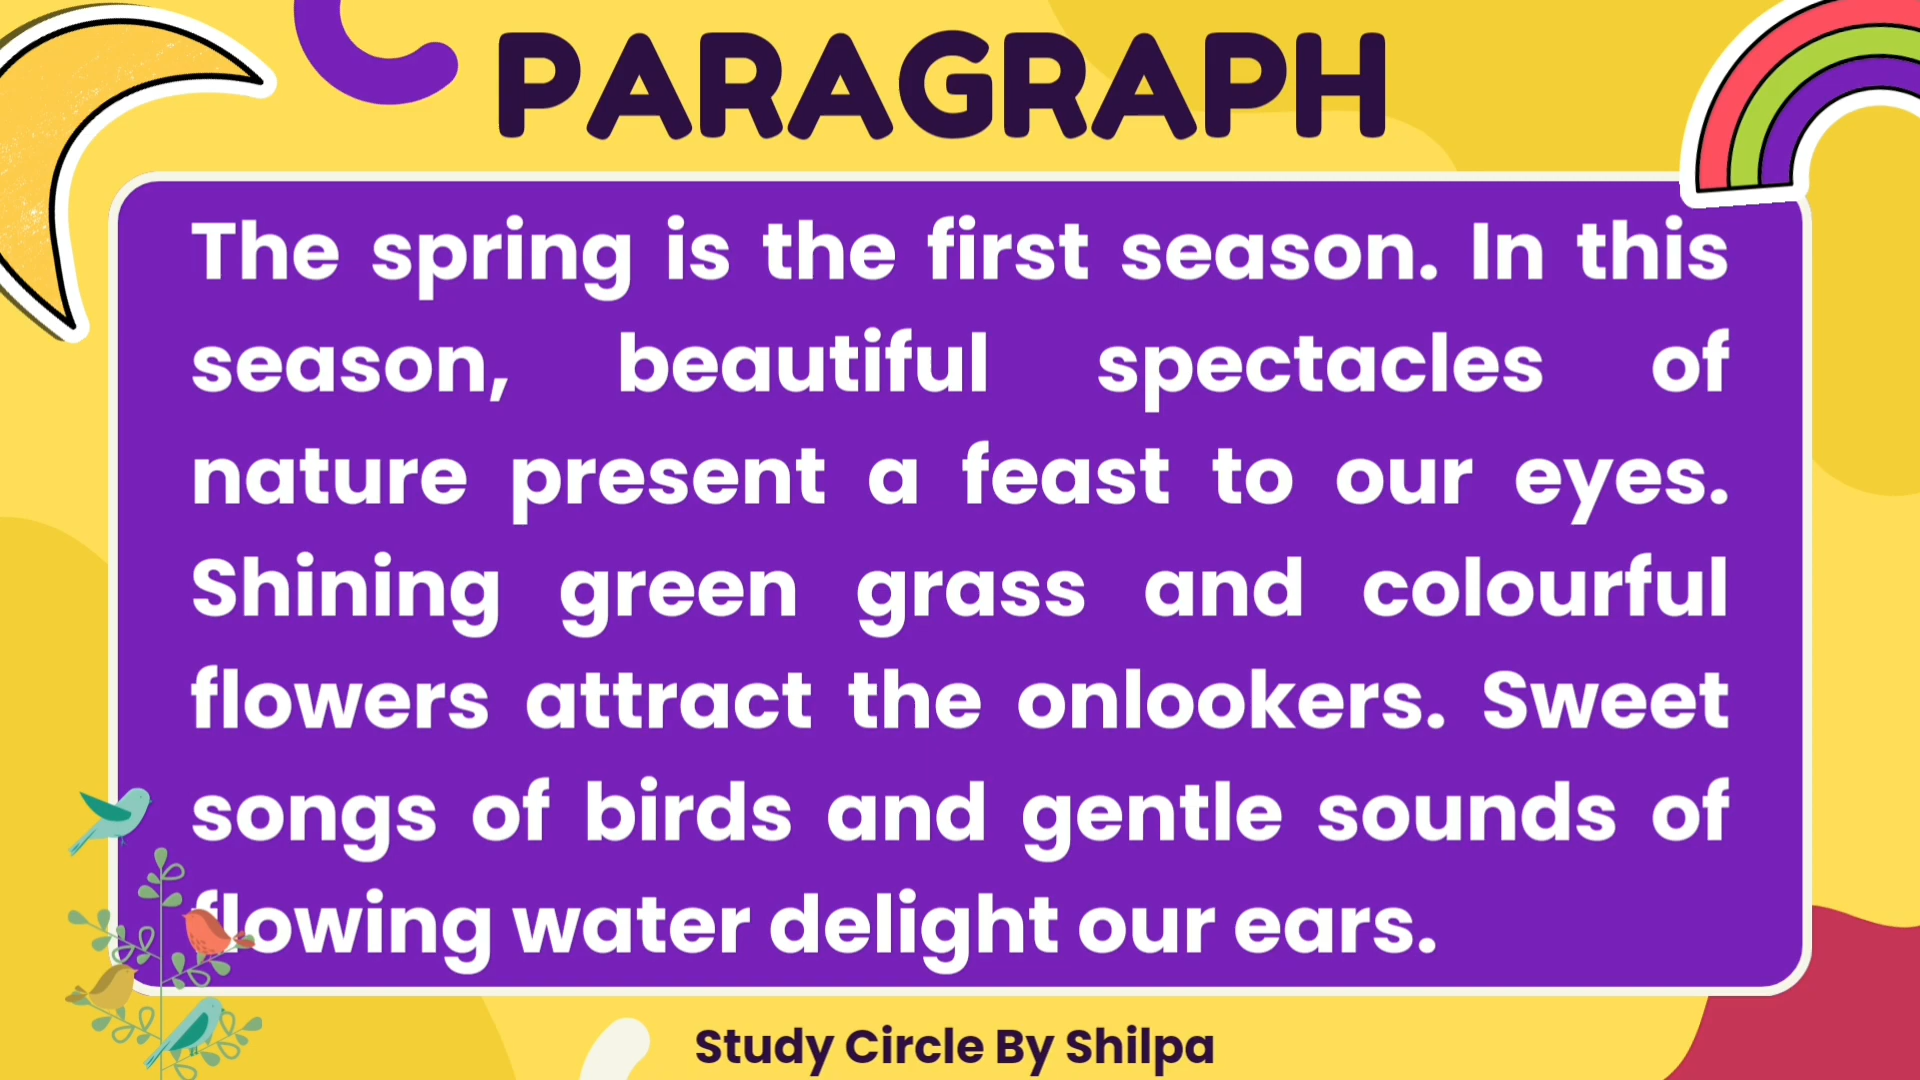 PARAGRAPH
The spring is the first season. In this
season, beautiful spectacles of
nature present a feast to our eyes.
Shining green grass and colourful
flowers attract the onlookers. Sweet
songs of birds and gentle sounds of
flowing water delight our ears.
Study Circle By Shilpa